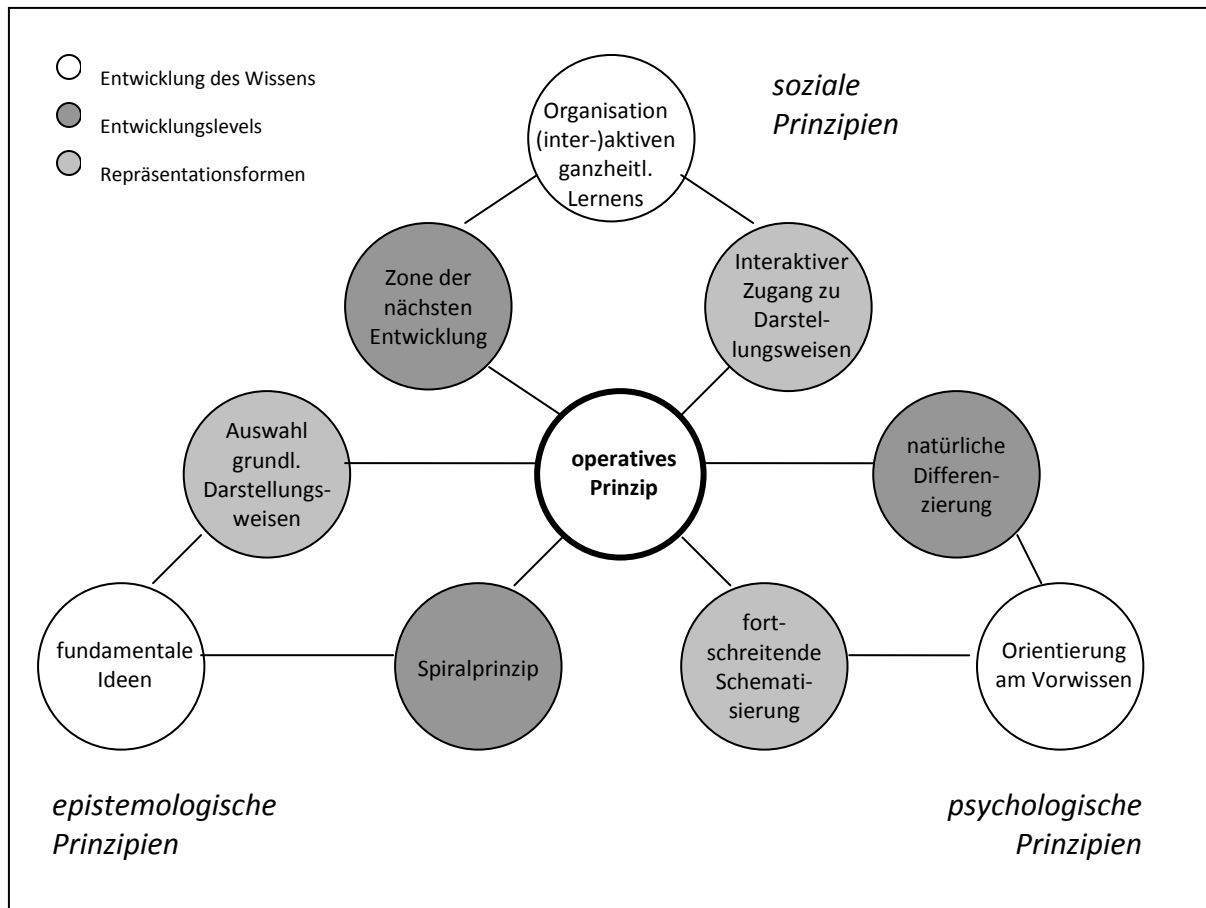 Entwicklung des Wissens
Entwicklungslevels
Repräsentationsformen
soziale
Prinzipien
Organisation
(inter-)aktiven
ganzheitl.
Lernens
Zone der
nächsten
Entwicklung
Interaktiver
Zugang zu
Darstel-
lungsweisen
Auswahl
grundl.
Darstellungs-
weisen
operatives
Prinzip
natürliche
Differen-
zierung
fundamentale
Ideen
Spiralprinzip
fort-
schreitende
Schemati-
sierung
Orientierung
am Vorwissen
epistemologische
Prinzipien
psychologische
Prinzipien